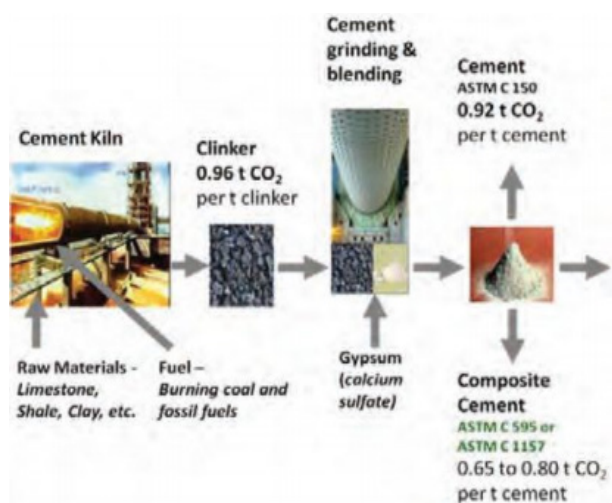 Cement
grinding &
blending
Cement
ASTM C 150
0.92 t CO₂
per t cement
Cement Kiln
Clinker
0.96 t CO₂
per t clinker
Raw Materials -
Limestone,
Shale, Clay, etc.
Fuel –
Burning coal and
fossil fuels
Gypsum
(calcium
sulfate)
Composite
Cement
ASTM C 595 or
ASTM C 1157
0.65 to 0.80 t CO₂
per t cement